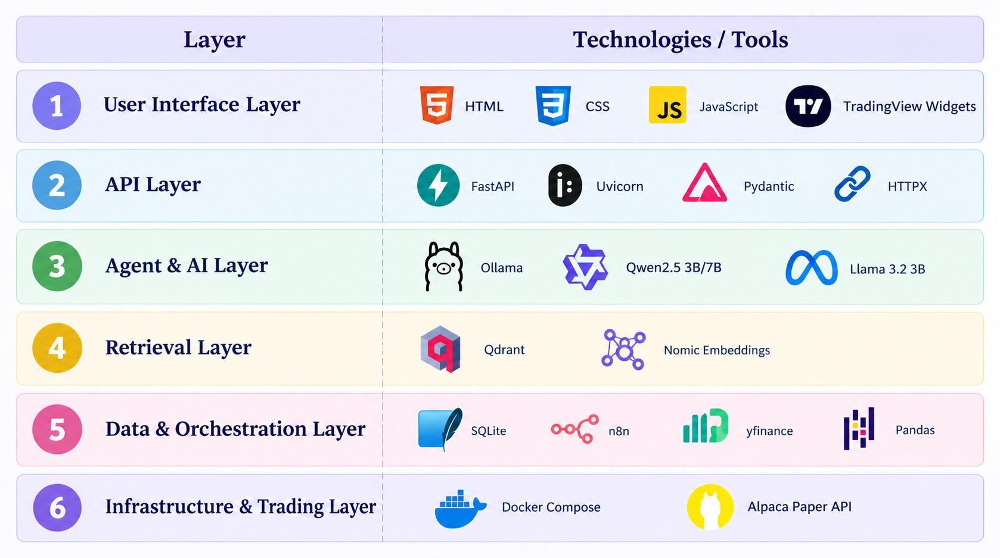 Layer
Technologies / Tools
1
User Interface Layer
5
HTML
3
CSS
JS
JavaScript
TradingView Widgets
2
API Layer
FastAPI
i:
Uvicorn
Pydantic
HTTPX
3
Agent & AI Layer
Ollama
Qwen2.5 3B/7B
Llama 3.2 3B
4
Retrieval Layer
Qdrant
Nomic Embeddings
5
Data & Orchestration Layer
SQLite
n8n
yfinance
Pandas
6
Infrastructure & Trading Layer
Docker Compose
Alpaca Paper API